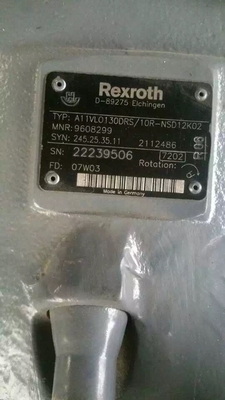 Rexroth
D-89275 Elchingen
TYP: A11VLO130DRS/10R-NSD12K02
MNR: 9608299
SYN: 245.25.35.11 2112486
SN: 22239506 7202
FD: 07W03 Rotation:
Made in Germany